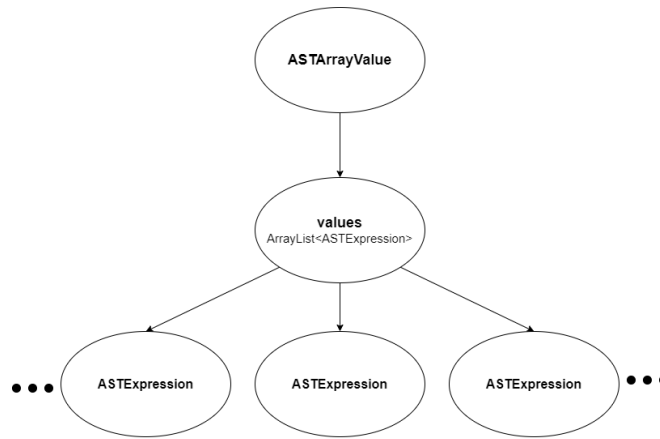 ASTArrayValue
values
ArrayList<ASTExpression>
ASTExpression
ASTExpression
ASTExpression